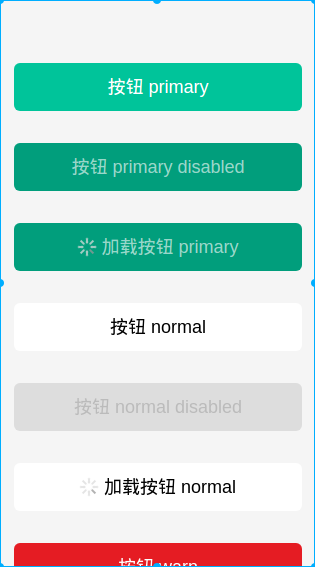 按钮 primary
按钮 primary disabled
加载按钮 primary
按钮 normal
按钮 normal disabled
加载按钮 normal
按钮 warn